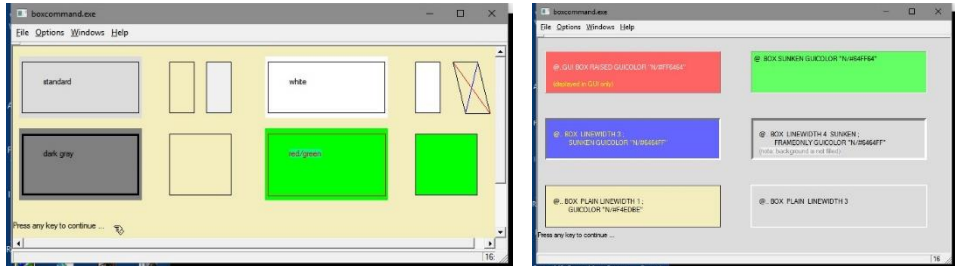 boxcommand.exe
File Options Windows Help
standard
white
dark grey
red/green
Press any key to continue ...
16:
boxcommand.exe
File Options Windows Help
@..GUI BOX RAISED GUICOLOR "N/#FF6464"
(displayed in GUI only)
@..BOX SUNKEN GUICOLOR "N/#64FF64"
@.. BOX LINEWIDTH 3 ;
SUNKEN GUICOLOR "N/#6464FF"
@.. BOX LINEWIDTH 4 SUNKEN ;
FRAMEONLY GUICOLOR "N/#6464FF"
(note: background is not filled)
@.. BOX PLAIN LINEWIDTH 1 ;
GUICOLOR "N/#F4EDBE"
@.. BOX PLAIN LINEWIDTH 3
Press any key to continue ...
16